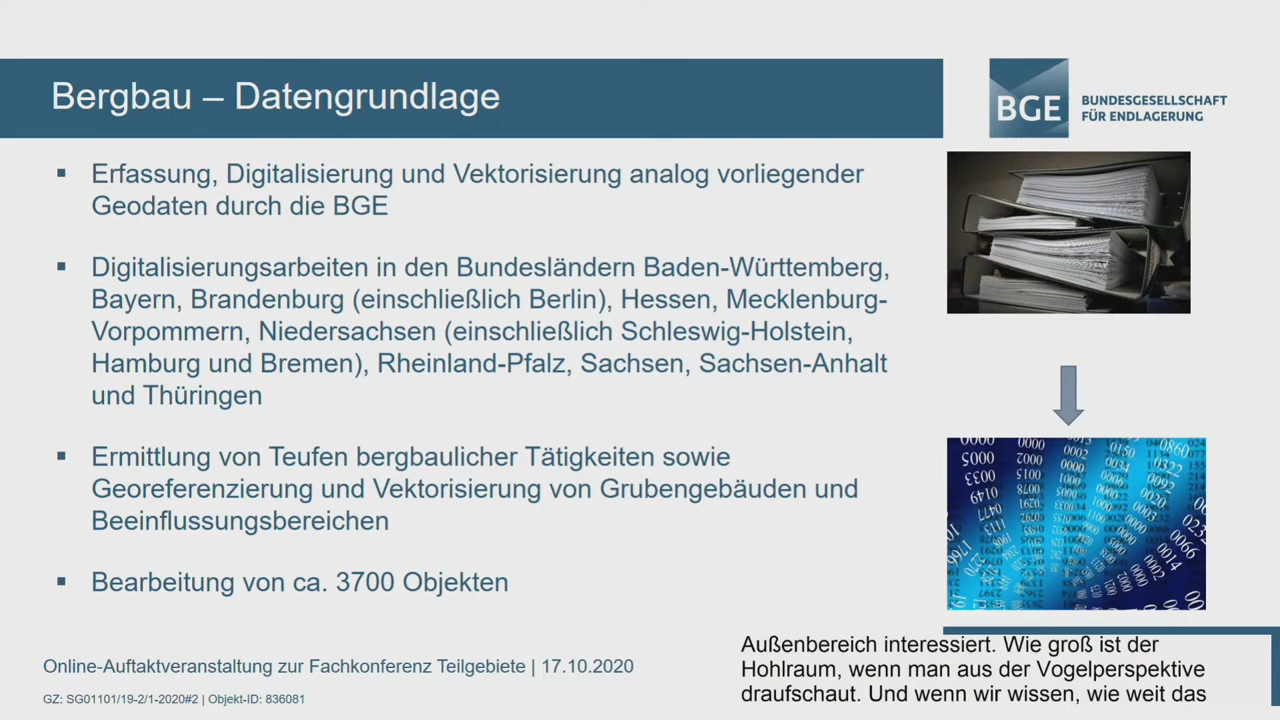 Bergbau – Datengrundlage
BGE
BUNDESGESELLSCHAFT
FÜR ENDLAGERUNG
▪ Erfassung, Digitalisierung und Vektorisierung analog vorliegender
Geodaten durch die BGE
▪ Digitalisierungsarbeiten in den Bundesländern Baden-Württemberg,
Bayern, Brandenburg (einschließlich Berlin), Hessen, Mecklenburg-
Vorpommern, Niedersachsen (einschließlich Schleswig-Holstein,
Hamburg und Bremen), Rheinland-Pfalz, Sachsen, Sachsen-Anhalt
und Thüringen
▪ Ermittlung von Teufen bergbaulicher Tätigkeiten sowie
Georeferenzierung und Vektorisierung von Grubengebäuden und
Beeinflussungsbereichen
▪ Bearbeitung von ca. 3700 Objekten
Online-Auftaktveranstaltung zur Fachkonferenz Teilgebiete | 17.10.2020
GZ: SG01101/19-2/1-2020#2 | Objekt-ID: 836081
Außenbereich interessiert. Wie groß ist der
Hohlraum, wenn man aus der Vogelperspektive
draufschaut. Und wenn wir wissen, wie weit das